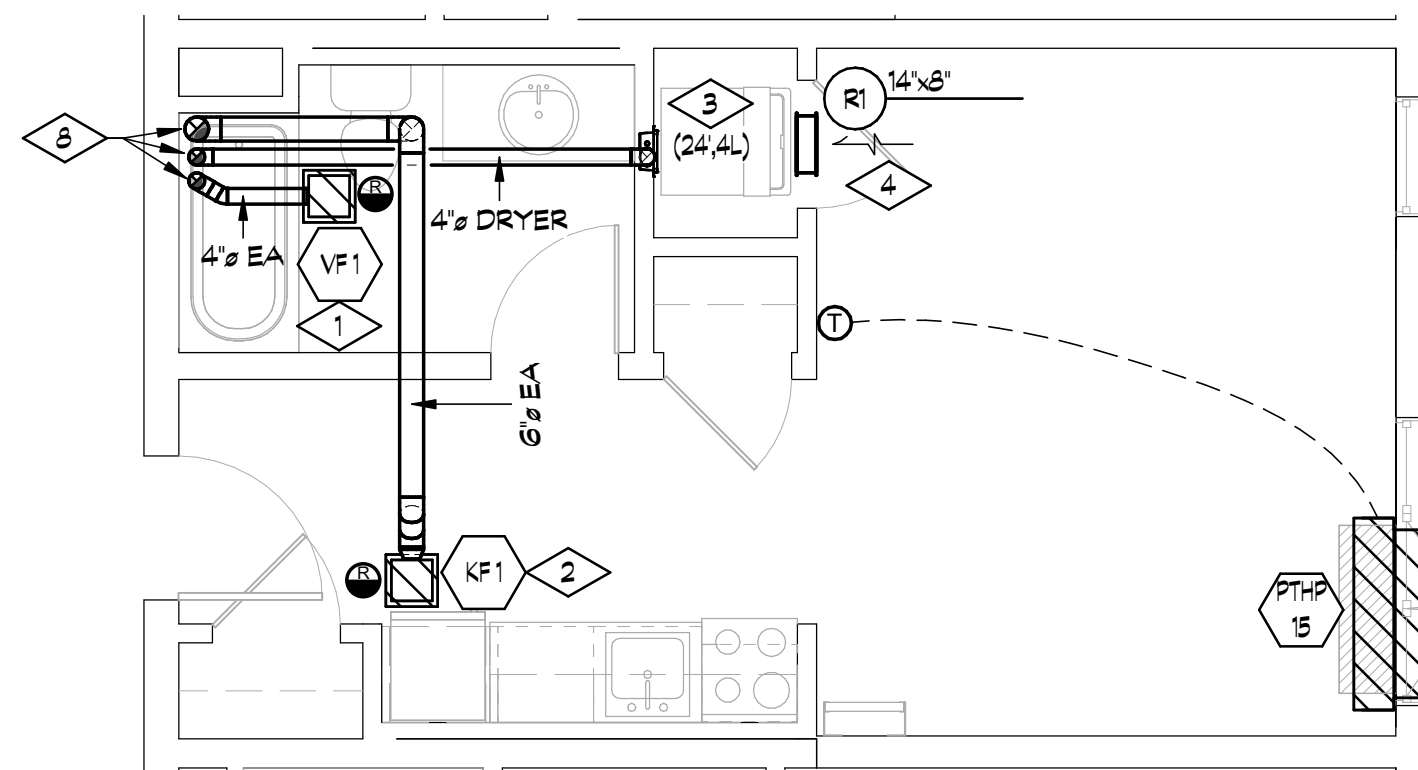 8
3
(24',4L)
R1
14"x8"
4
R
4"ø DRYER
4"ø EA
VF1
1
T
6"ø EA
R
KF1
2
PTHP
15